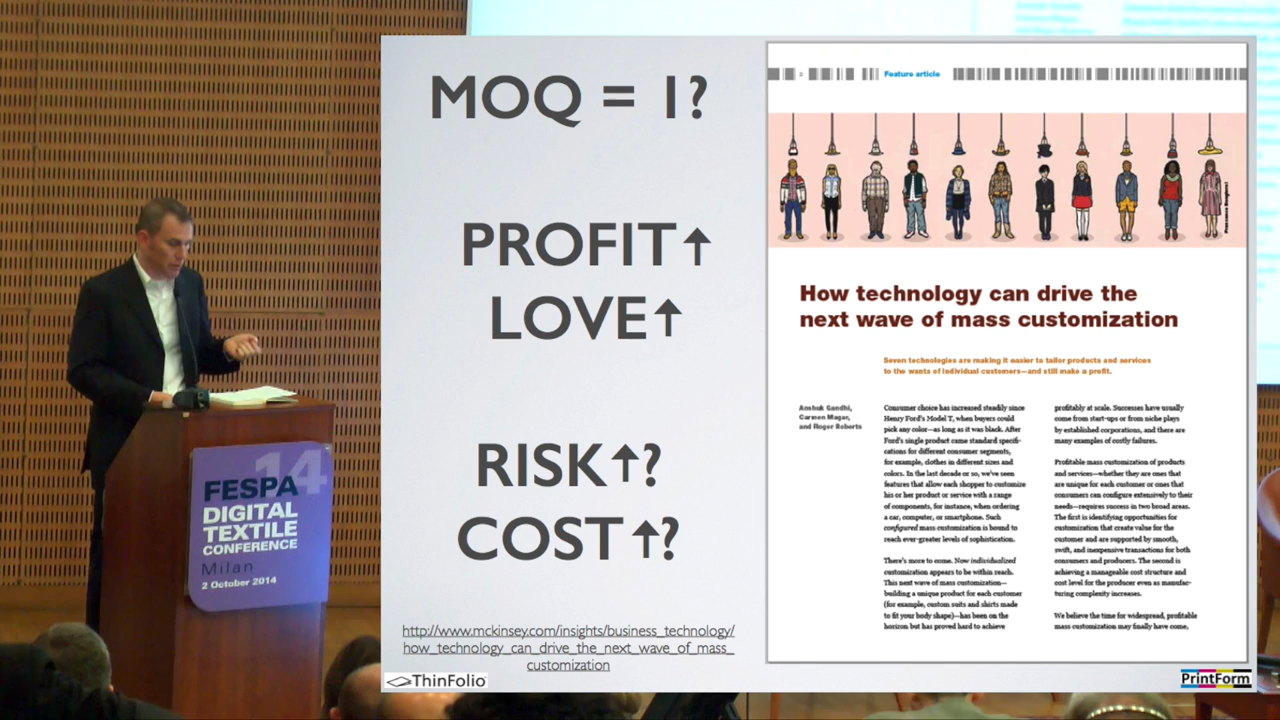 MOQ = 1?
PROFIT↑
LOVE↑
RISK↑?
COST↑?
http://www.mckinsey.com/insights/business_technology/
how_technology_can_drive_the_next_wave_of_mass_
customization
ThinFolio
Feature article
How technology can drive the
next wave of mass customization
Seven technologies are making it easier to tailor products and services
to the wants of individual customers—and still make a profit.
Anshuk Gandhi,
Carmen Magar,
and Roger Roberts
Consumer choice has increased steadily since
Henry Ford's Model T, when buyers could
pick any color—as long as it was black. After
Ford's single product came standard specifi-
cations for different consumer segments,
for example, clothes in different sizes and
colors. In the last decade or so, we've seen
features that allow each shopper to customize
his or her product or service with a range
of components, for instance, when ordering
a car, computer, or smartphone. Such
configured mass customization is bound to
reach ever-greater levels of sophistication.
There's more to come. Now individualized
customization appears to be within reach.
This next wave of mass customization—
building a unique product for each customer
(for example, custom suits and shirts made
to fit your body shape)—has been on the
horizon but has proved hard to achieve
profitably at scale. Successes have usually
come from start-ups or from niche plays
by established corporations, and there are
many examples of costly failures.
Profitable mass customization of products
and services—whether they are ones that
are unique for each customer or ones that
consumers can configure extensively to their
needs—requires success in two broad areas.
The first is identifying opportunities for
customization that create value for the
customer and are supported by smooth,
swift, and inexpensive transactions for both
consumers and producers. The second is
achieving a manageable cost structure and
cost level for the producer even as manufac-
turing complexity increases.
We believe the time for widespread, profitable
mass customization may finally have come,
PrintForm
14
FESPA
DIGITAL
TEXTILE
CONFERENCE
Milan
2 October 2014